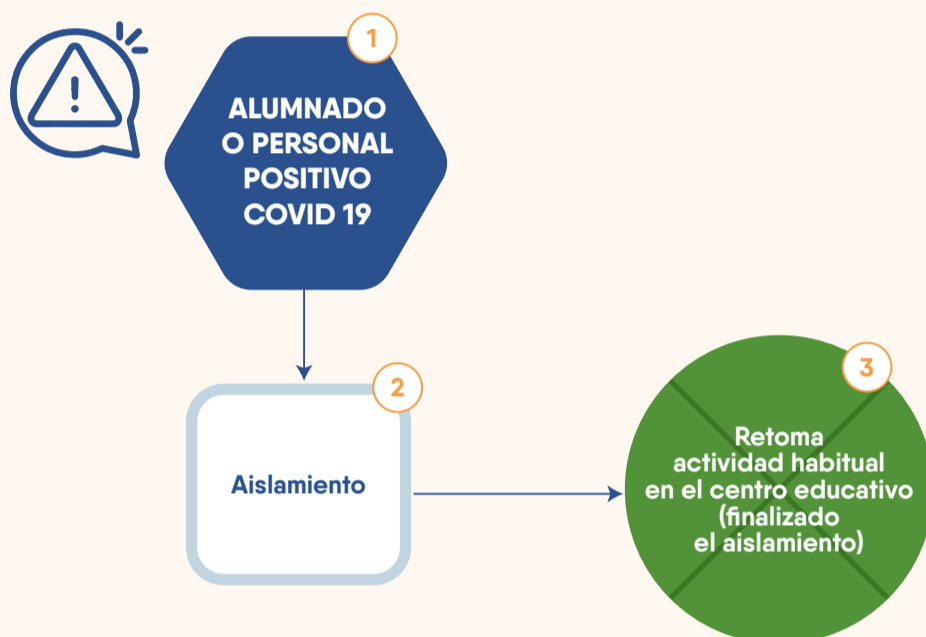 1
ALUMNADO
O PERSONAL
POSITIVO
COVID 19
2
Aislamiento
3
Retoma
actividad habitual
en el centro educativo
(finalizado
el aislamiento)